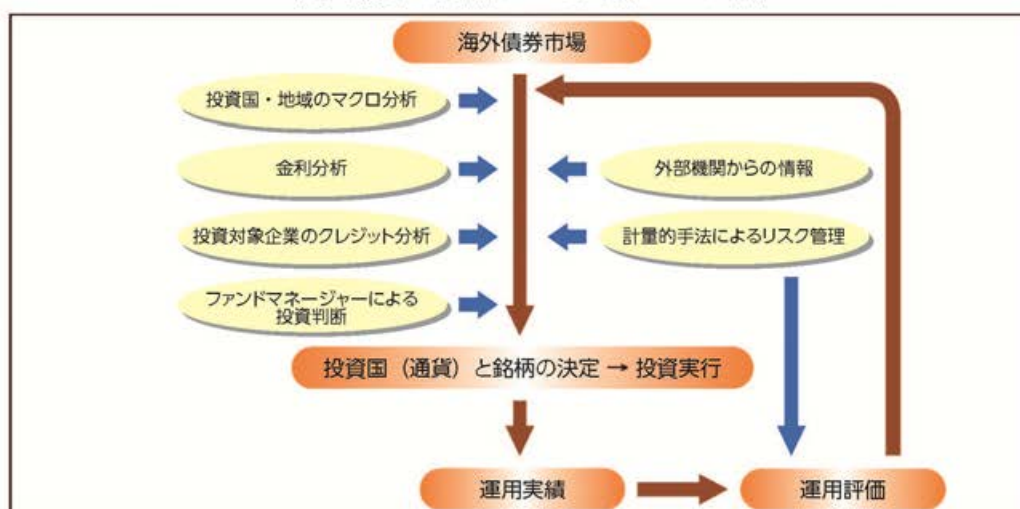 海外債券市場
投資国・地域のマクロ分析
金利分析
外部機関からの情報
投資対象企業のクレジット分析
計量的手法によるリスク管理
ファンドマネージャーによる
投資判断
投資国（通貨）と銘柄の決定 → 投資実行
運用実績
運用評価